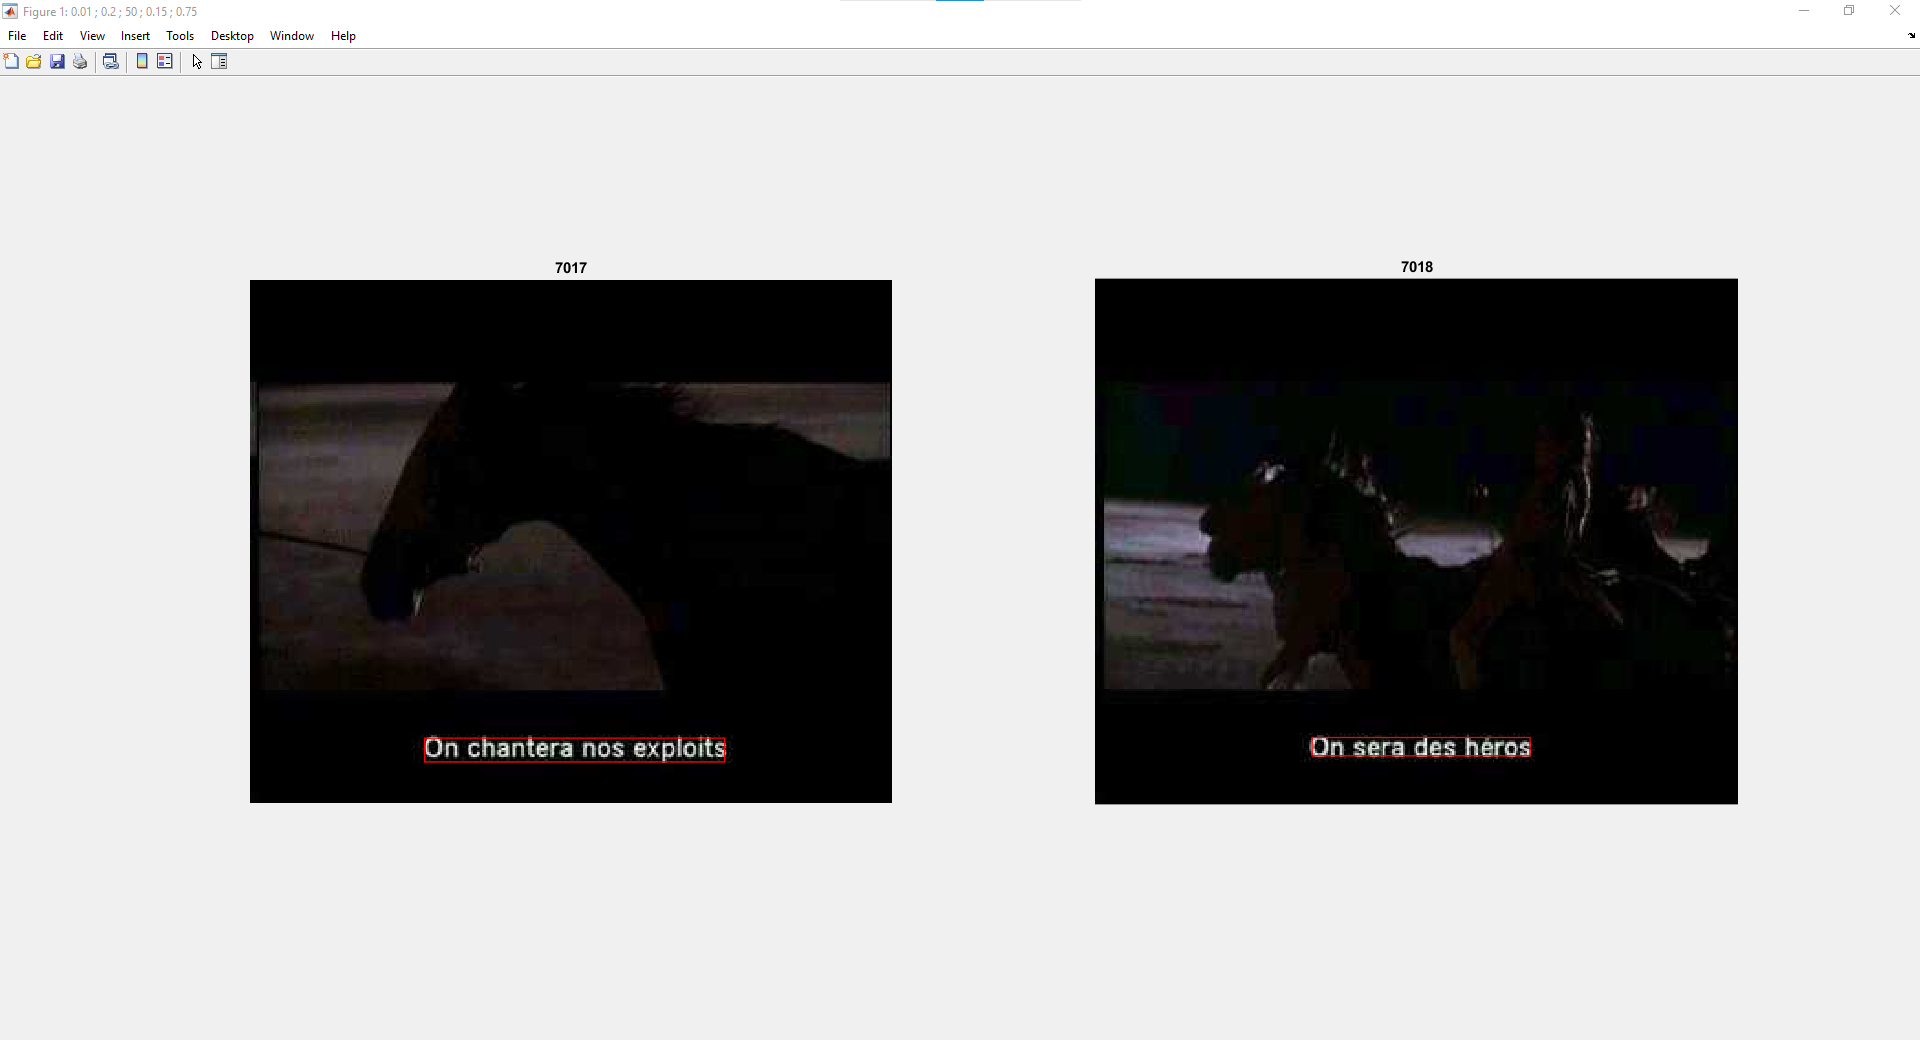 Figure 1: 0.01 ; 0.2 ; 50 ; 0.15 ; 0.75
File Edit View Insert Tools Desktop Window Help
7017
7018
On chantera nos exploits
On sera des héros